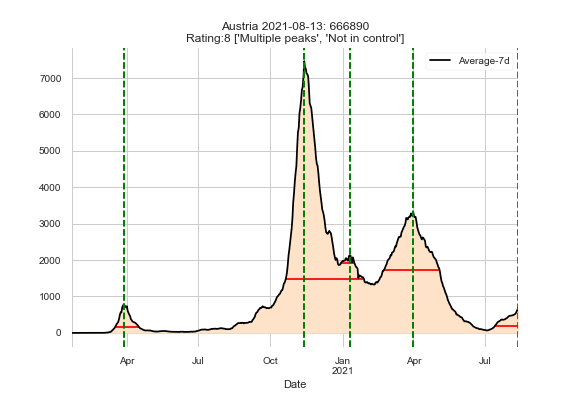 Austria 2021-08-13: 666890
Rating:8 ['Multiple peaks', 'Not in control']
Average-7d
7000
6000
5000
4000
3000
2000
1000
0
Apr Jul Oct Jan Apr Jul
2021
Date